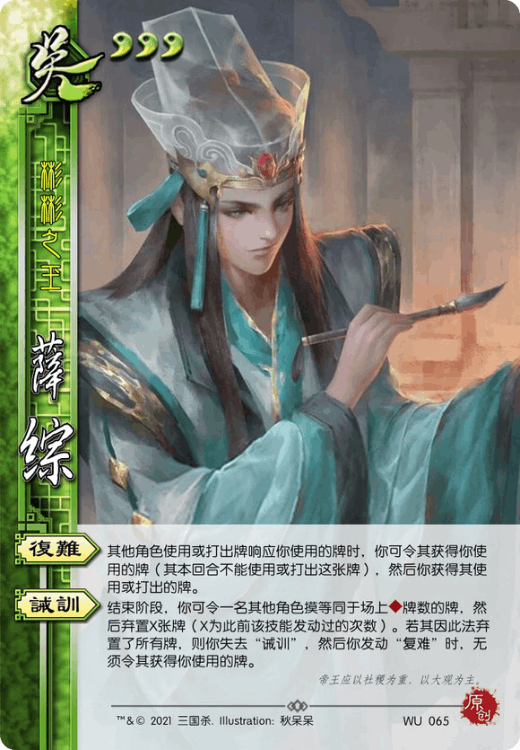 吴
彬彬之玉
薛综
復難
其他角色使用或打出牌响应你使用的牌时，你可令其获得你使
用的牌（其本回合不能使用或打出这张牌），然后你获得其使
用或打出的牌。
誡訓
结束阶段，你可令一名其他角色摸等同于场上◆牌数的牌，然
后弃置X张牌（X为此前该技能发动过的次数）。若其因此法弃
置了所有牌，则你失去“诫训”，然后你发动“复难”时，无
须令其获得你使用的牌。
帝王应以社稷为重，以大观为主。
原创
™&© 2021 三国杀. Illustration: 秋呆呆
WU 065